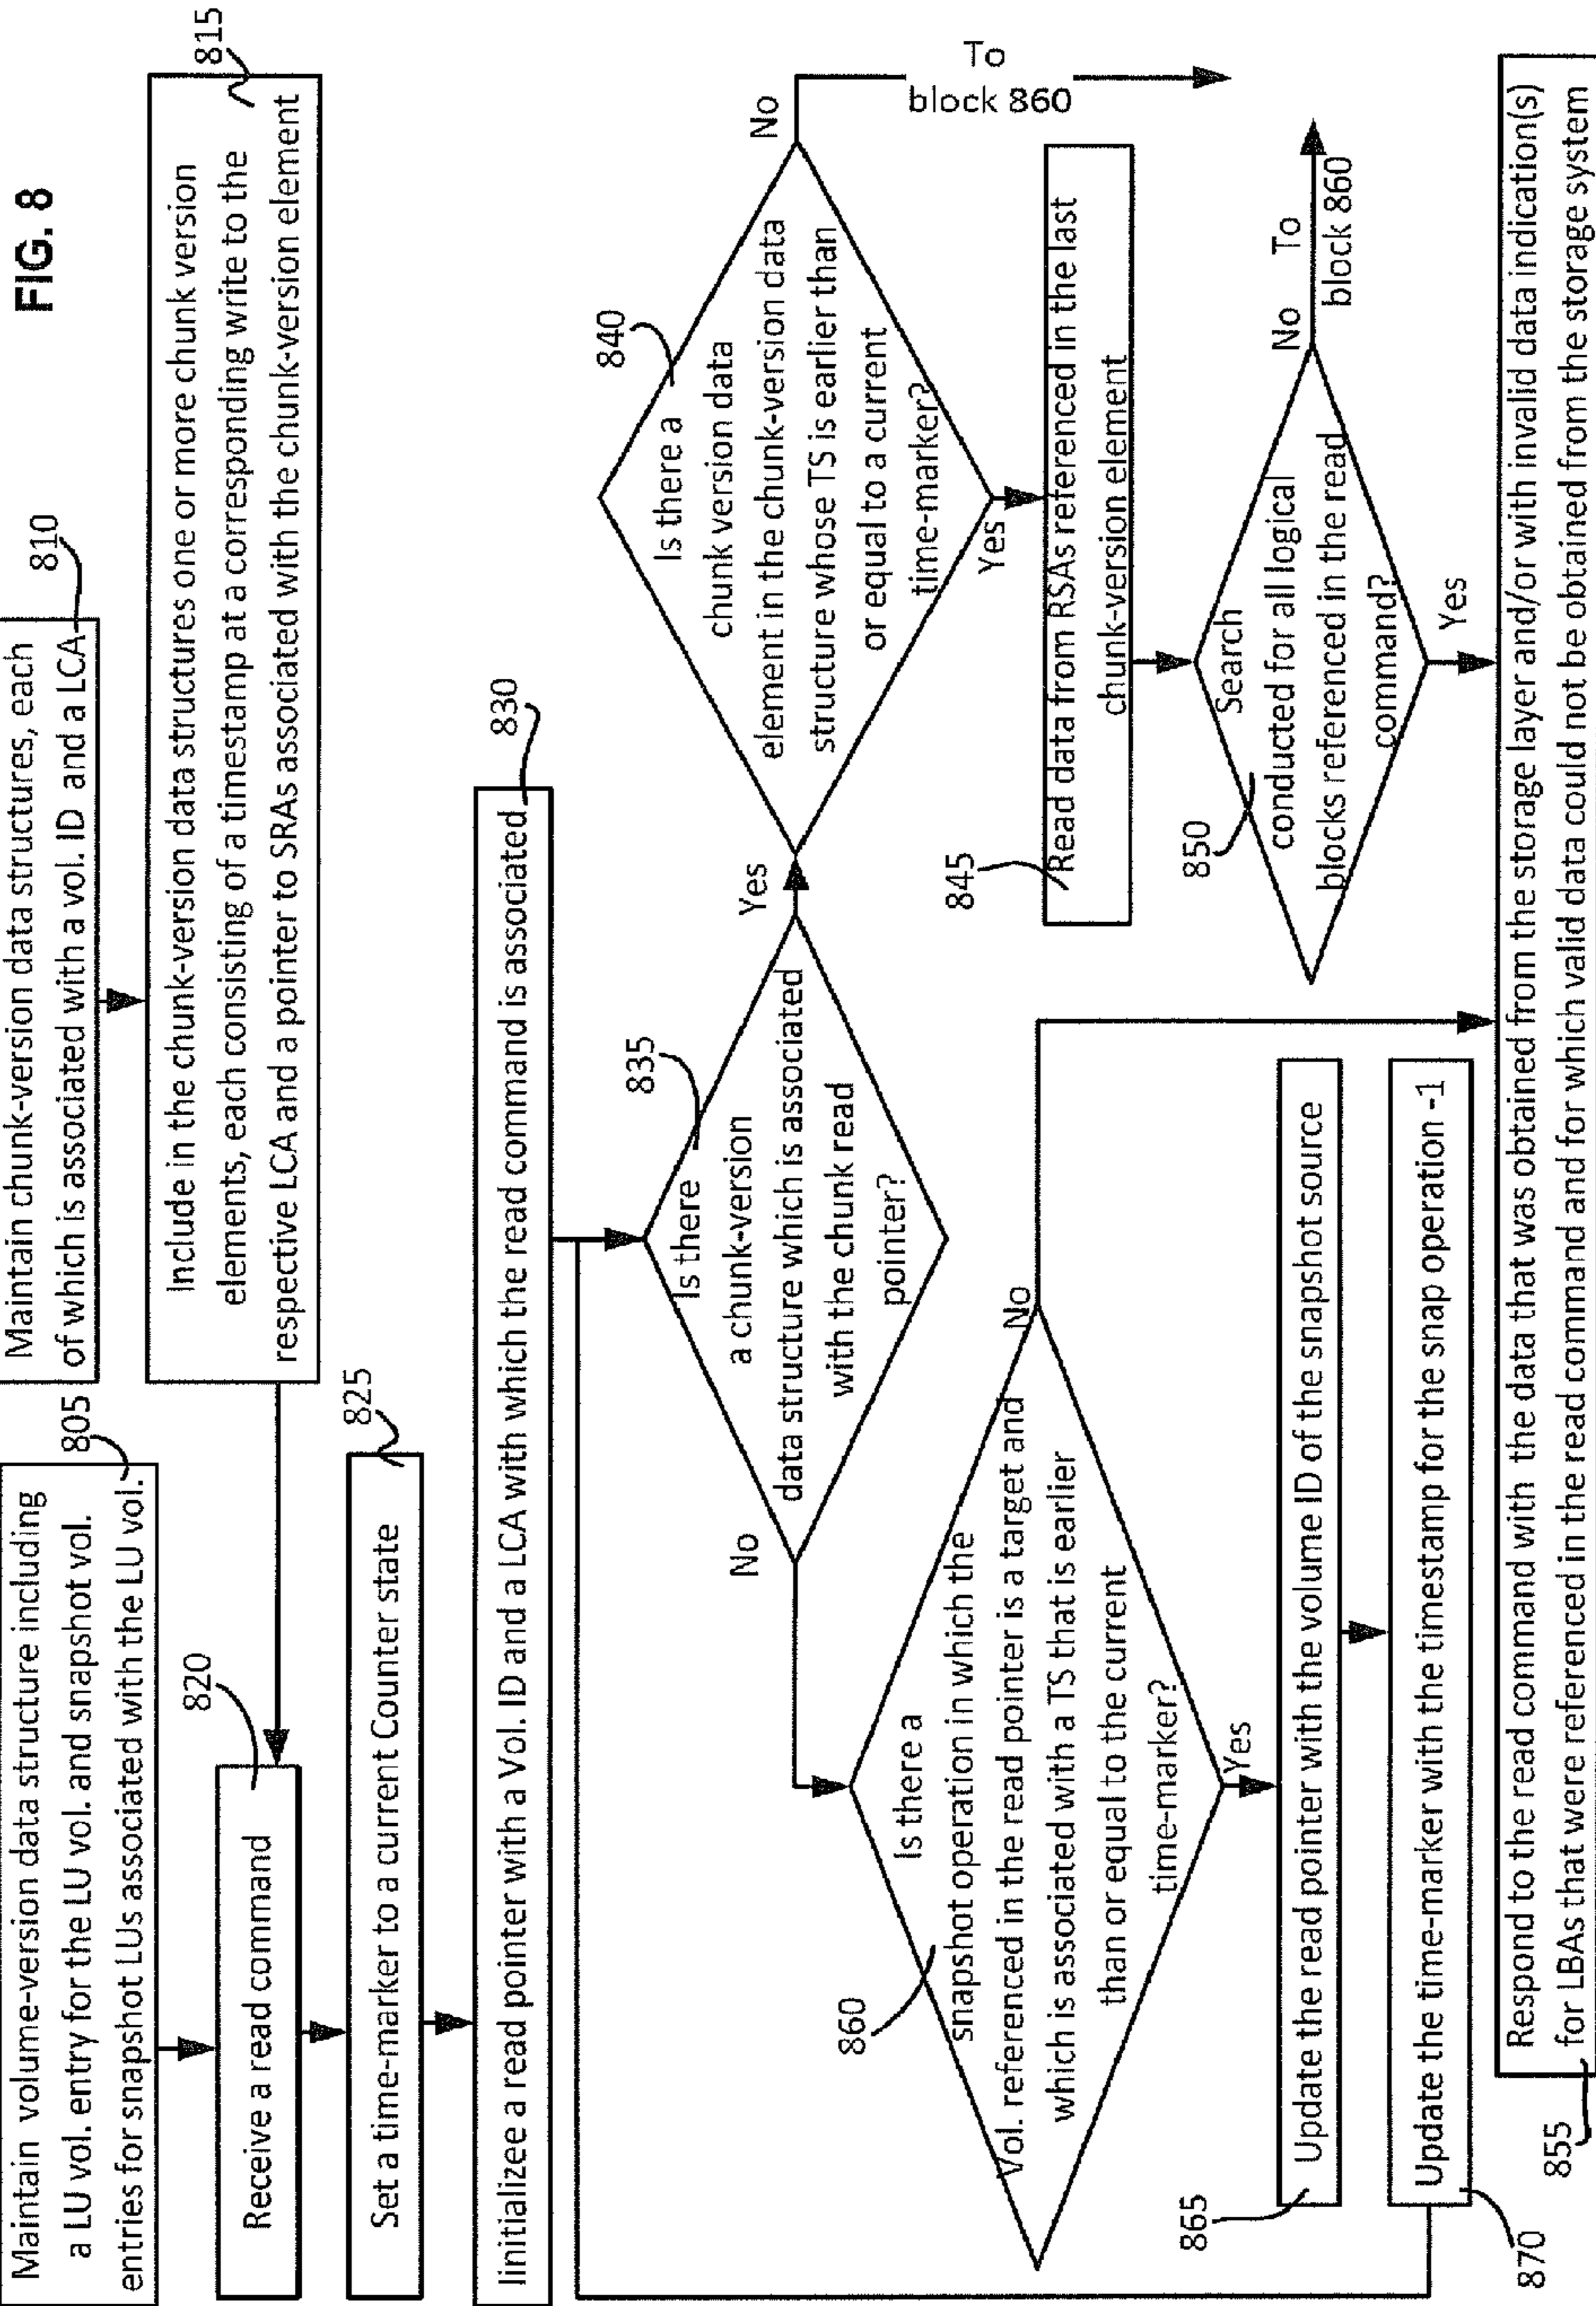 FIG. 8
Maintain volume-version data structure including
a LU vol. entry for the LU vol. and snapshot vol.
entries for snapshot LUs associated with the LU vol.
805
Maintain chunk-version data structures, each
of which is associated with a vol. ID and a LCA
810
Include in the chunk-version data structures one or more chunk version
elements, each consisting of a timestamp at a corresponding write to the
respective LCA and a pointer to SRAs associated with the chunk-version element
815
820
Receive a read command
825
Set a time-marker to a current Counter state
830
Iinitializee a read pointer with a Vol. ID and a LCA with which the read command is associated
835
Is there
a chunk-version
data structure which is associated
with the chunk read
pointer?
No
Yes
840
Is there a
chunk version data
element in the chunk-version data
structure whose TS is earlier than
or equal to a current
time-marker?
Yes
No
To
block 860
845
Read data from RSAs referenced in the last
chunk-version element
850
Search
conducted for all logical
blocks referenced in the read
command?
Yes
No
To
block 860
860
Is there a
snapshot operation in which the
Vol. referenced in the read pointer is a target and
which is associated with a TS that is earlier
than or equal to the current
time-marker?
No
Yes
865
Update the read pointer with the volume ID of the snapshot source
870
Update the time-marker with the timestamp for the snap operation -1
855
Respond to the read command with the data that was obtained from the storage layer and/or with invalid data indication(s)
for LBAs that were referenced in the read command and for which valid data could not be obtained from the storage system